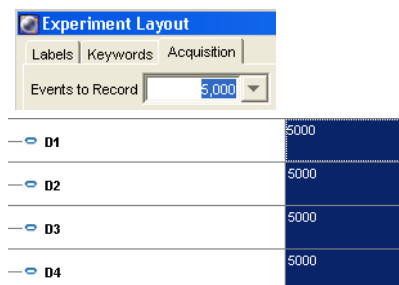 Experiment Layout
Labels Keywords Acquisition
Events to Record 5,000
D1 5000
D2 5000
D3 5000
D4 5000